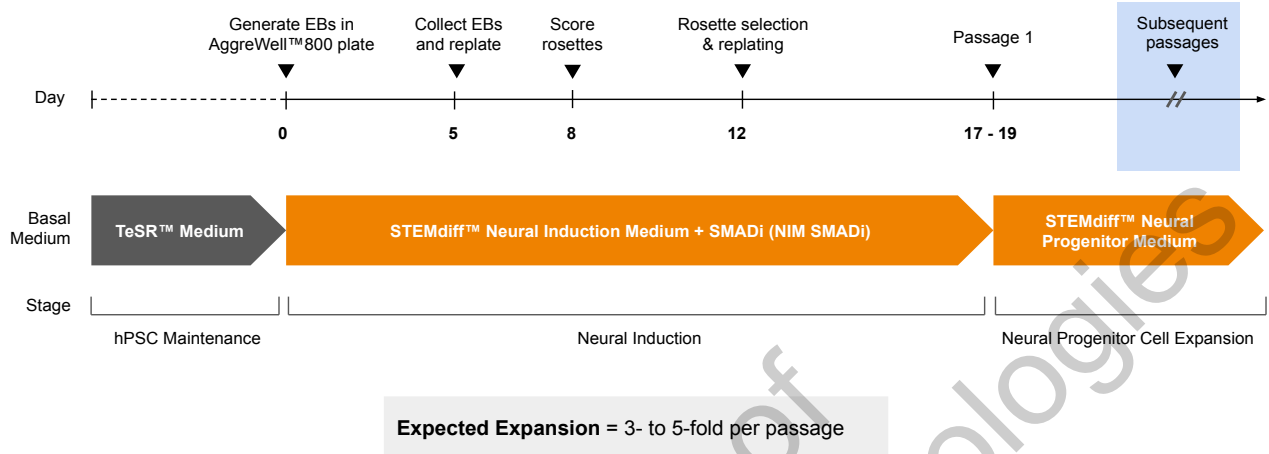 Generate EBs in
AggreWell™800 plate
Collect EBs
and replate
Score
rosettes
Rosette selection
& replating
Passage 1
Subsequent
passages
Day
0
5
8
12
17 - 19
Basal
Medium
TeSR™ Medium
STEMdiff™ Neural Induction Medium + SMADi (NIM SMADi)
STEMdiff™ Neural
Progenitor Medium
Stage
hPSC Maintenance
Neural Induction
Neural Progenitor Cell Expansion
Expected Expansion = 3- to 5-fold per passage
of
ologies